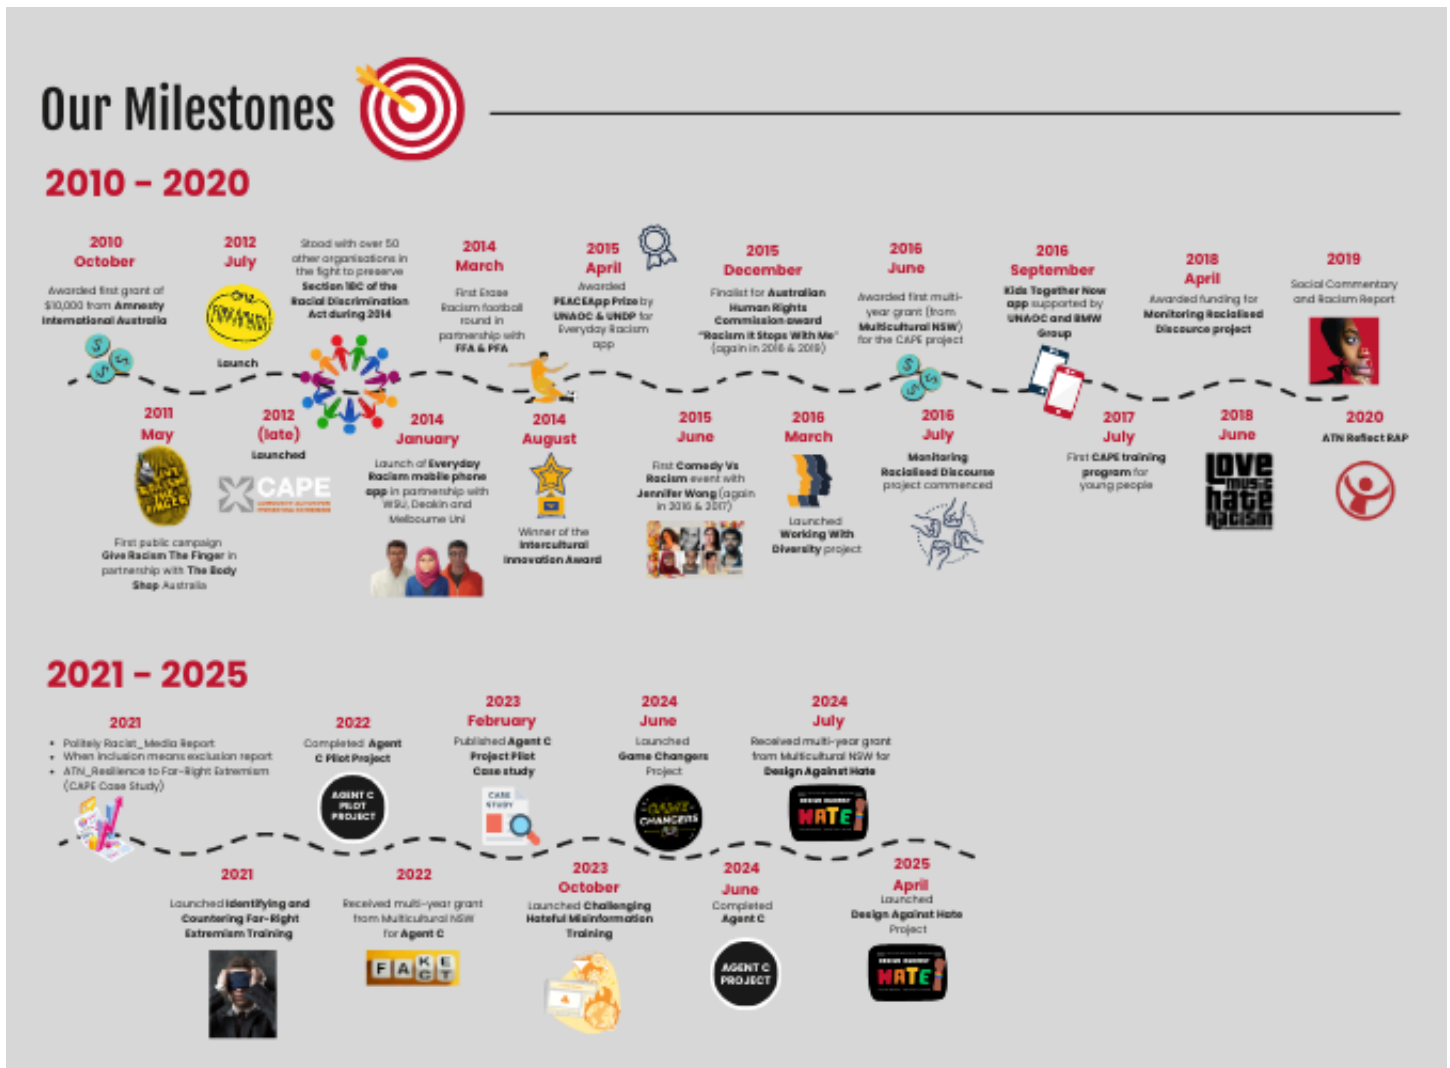 Our Milestones
2010 - 2020
2010
October
Awarded first grant of
$10,000 from Amnesty
International Australia
2011
May
First public campaign
Give Racism The Finger in
partnership with The Body
Shop Australia
2012
July
Launch
2012
(late)
Launched
CAPE
Stood with over 50
other organisations in
the fight to preserve
Section 18C of the
Racial Discrimination
Act during 2014
2014
January
Launch of Everyday
Racism mobile phone
app in partnership with
WSU, Deakin and
Melbourne Uni
2014
March
First Erase
Racism football
round in
partnership with
FFA & PFA
2014
August
Winner of the
Intercultural
Innovation Award
2015
April
Awarded
PEACEApp Prize by
UNAOC & UNDP for
Everyday Racism
app
2015
June
First Comedy Vs
Racism event with
Jennifer Wong (again
in 2016 & 2017)
2015
December
Finalist for Australian
Human Rights
Commission award
"Racism It Stops With Me"
(again in 2018 & 2019)
2016
March
Launched
Working With
Diversity project
2016
June
Awarded first multi-
year grant (from
Multicultural NSW)
for the CAPE project
2016
July
Monitoring
Racialised Discourse
project commenced
2016
September
Kids Together Now
app supported by
UNAOC and BMW
Group
2017
July
First CAPE training
program for
young people
2018
April
Awarded funding for
Monitoring Racialised
Discource project
2018
June
LOVE
music
hate
Racism
2019
Social Commentary
and Racism Report
2020
ATN Reflect RAP
2021 - 2025
2021
• Politely Racist_Media Report
• When inclusion means exclusion report
• ATN_Resilience to Far-Right Extremism
(CAPE Case Study)
2021
Launched Identifying and
Countering Far-Right
Extremism Training
2022
Completed Agent
C Pilot Project
AGENT C
PILOT
PROJECT
2022
Received multi-year grant
from Multicultural NSW
for Agent C
FAKE
CT
2023
February
Published Agent C
Project Pilot
Case study
CASE
STUDY
2023
October
Launched Challenging
Hateful Misinformation
Training
2024
June
Launched
Game Changers
Project
GAME
CHANGERS
2024
June
Completed
Agent C
AGENT C
PROJECT
2024
July
Received multi-year grant
from Multicultural NSW for
Design Against Hate
DESIGN AGAINST
HATE
2025
April
Launched
Design Against Hate
Project
DESIGN AGAINST
HATE